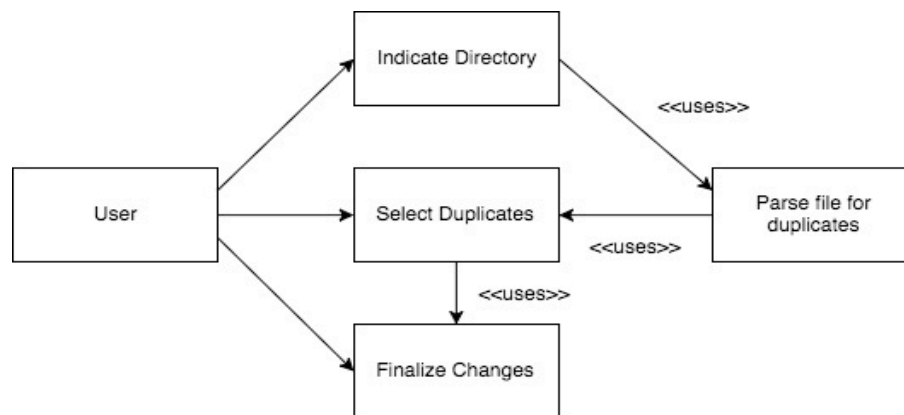 Indicate Directory
<<uses>>
User
Select Duplicates
Parse file for
duplicates
<<uses>>
<<uses>>
Finalize Changes